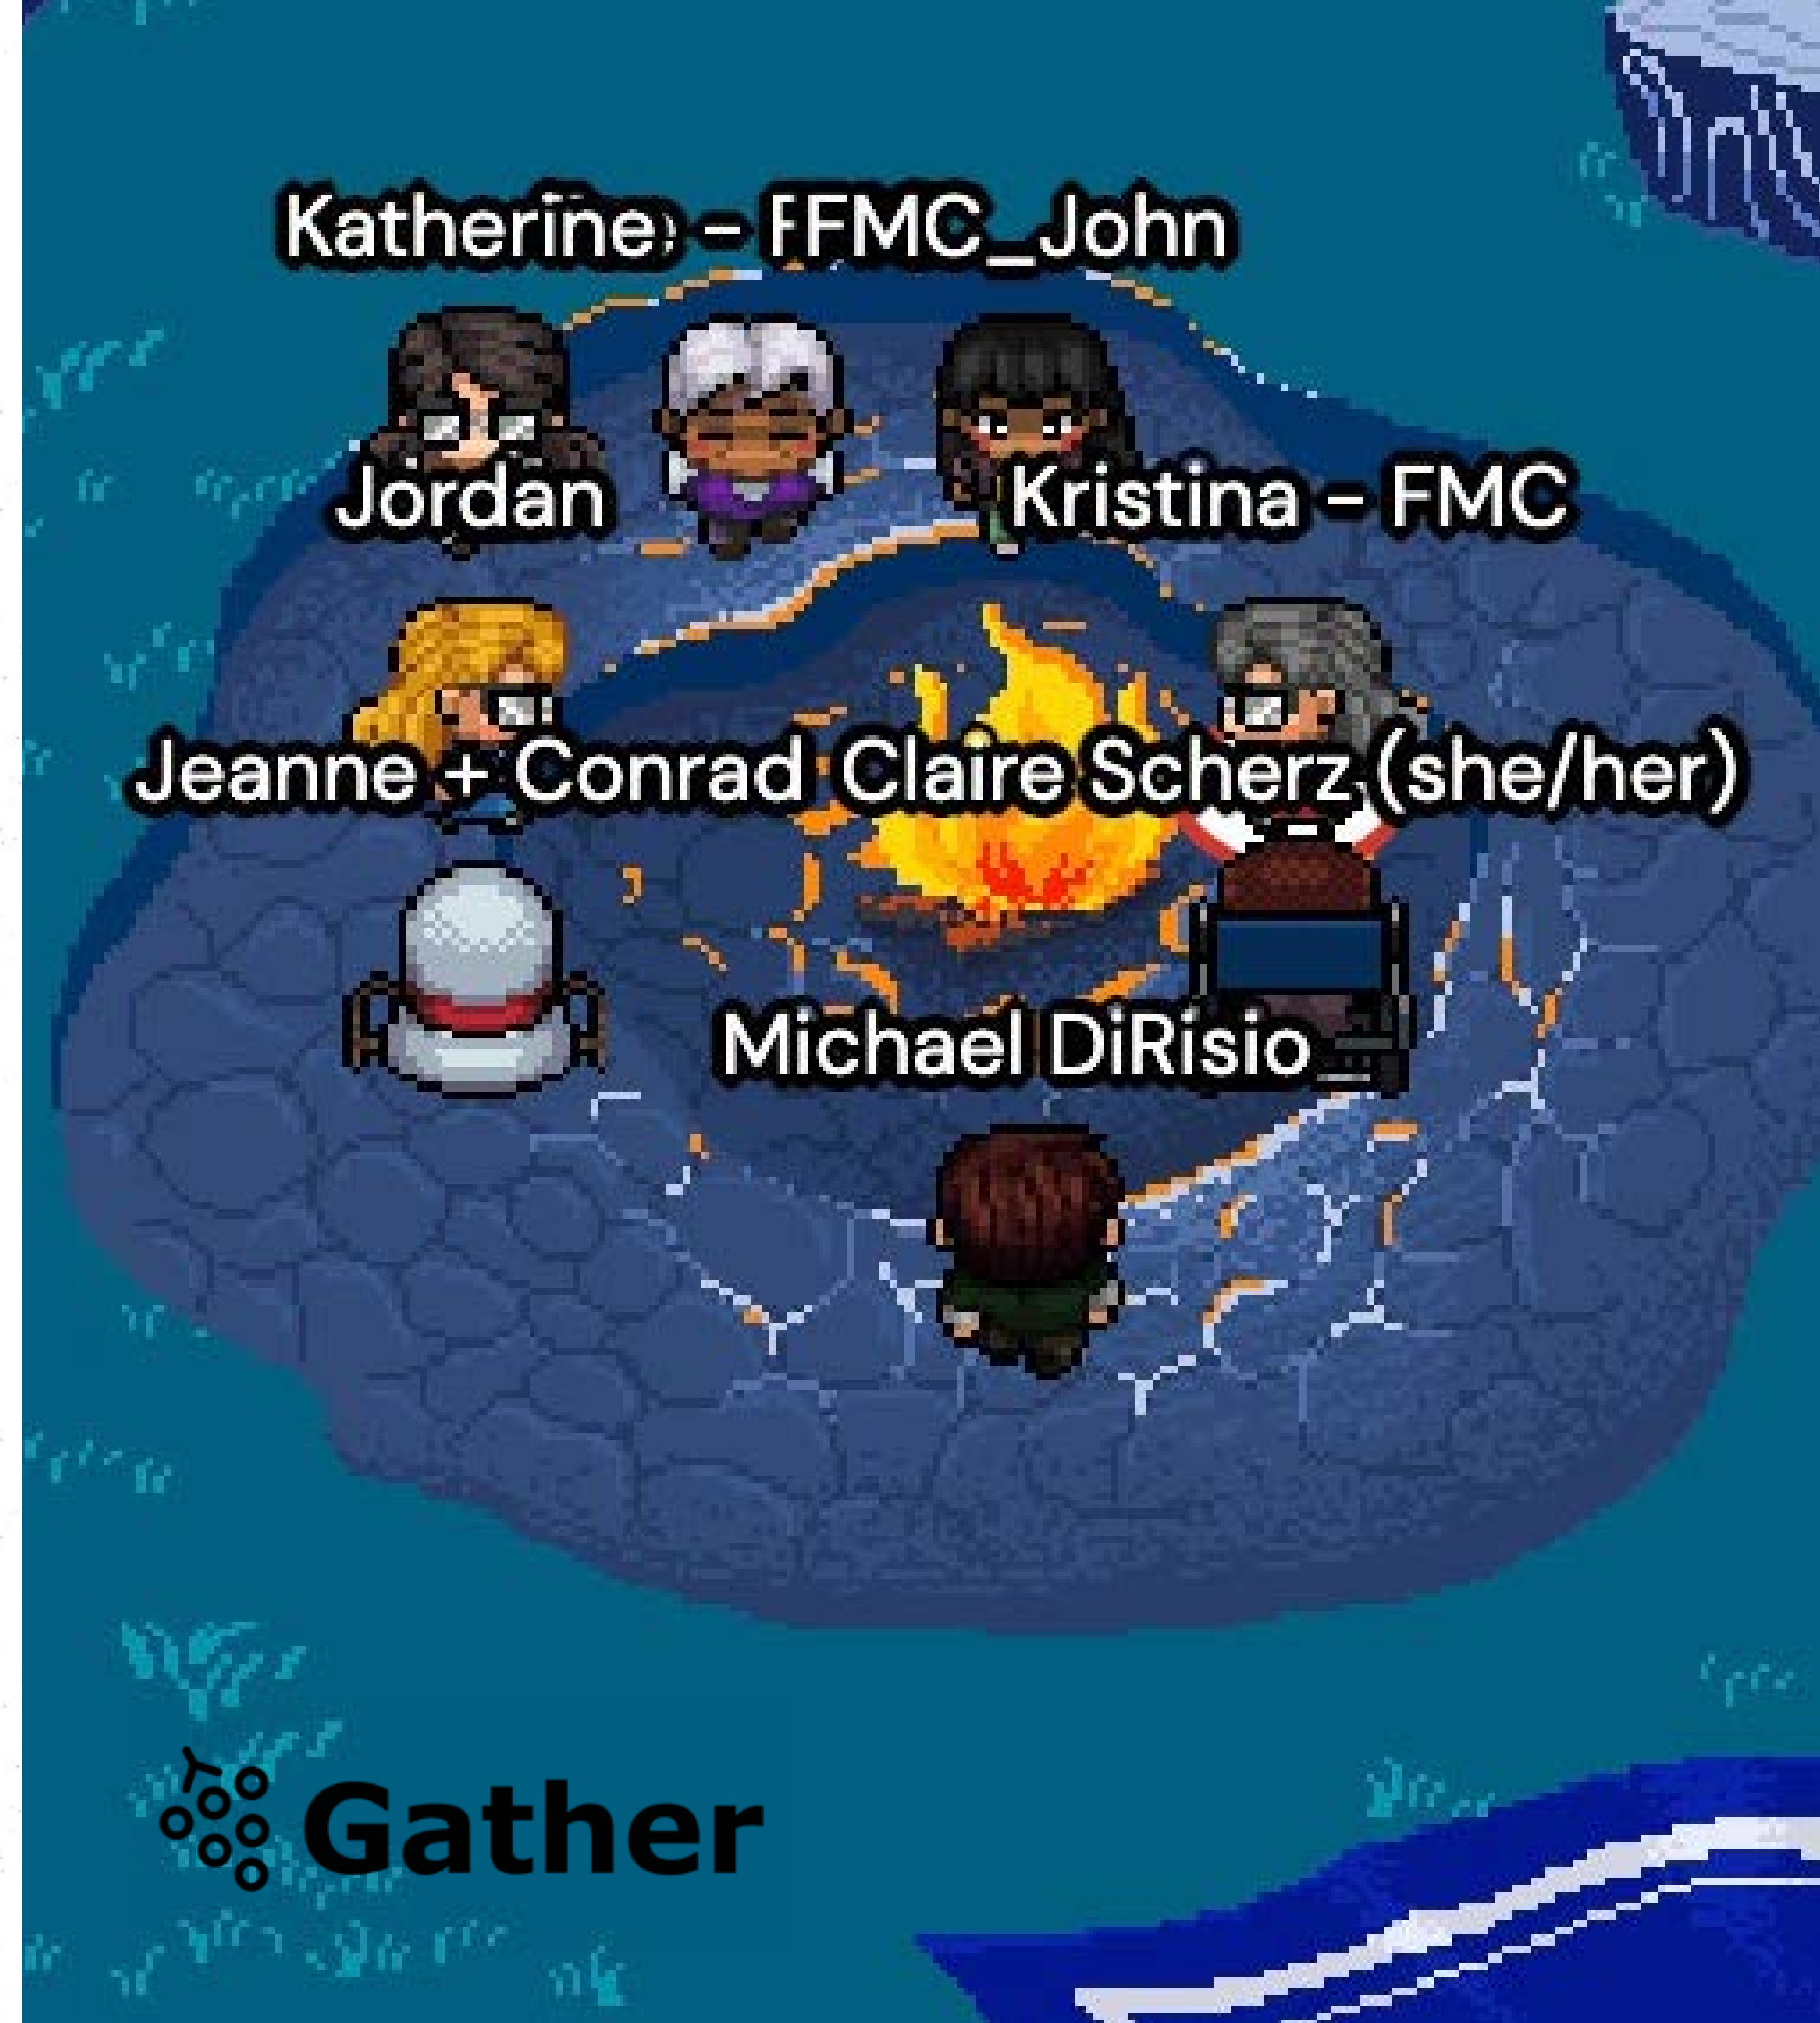 Katherine - FFMC_John
Jordan
Kristina - FMC
Jeanne + Conrad
Claire Scherz (she/her)
Michael DiRisio
Gather